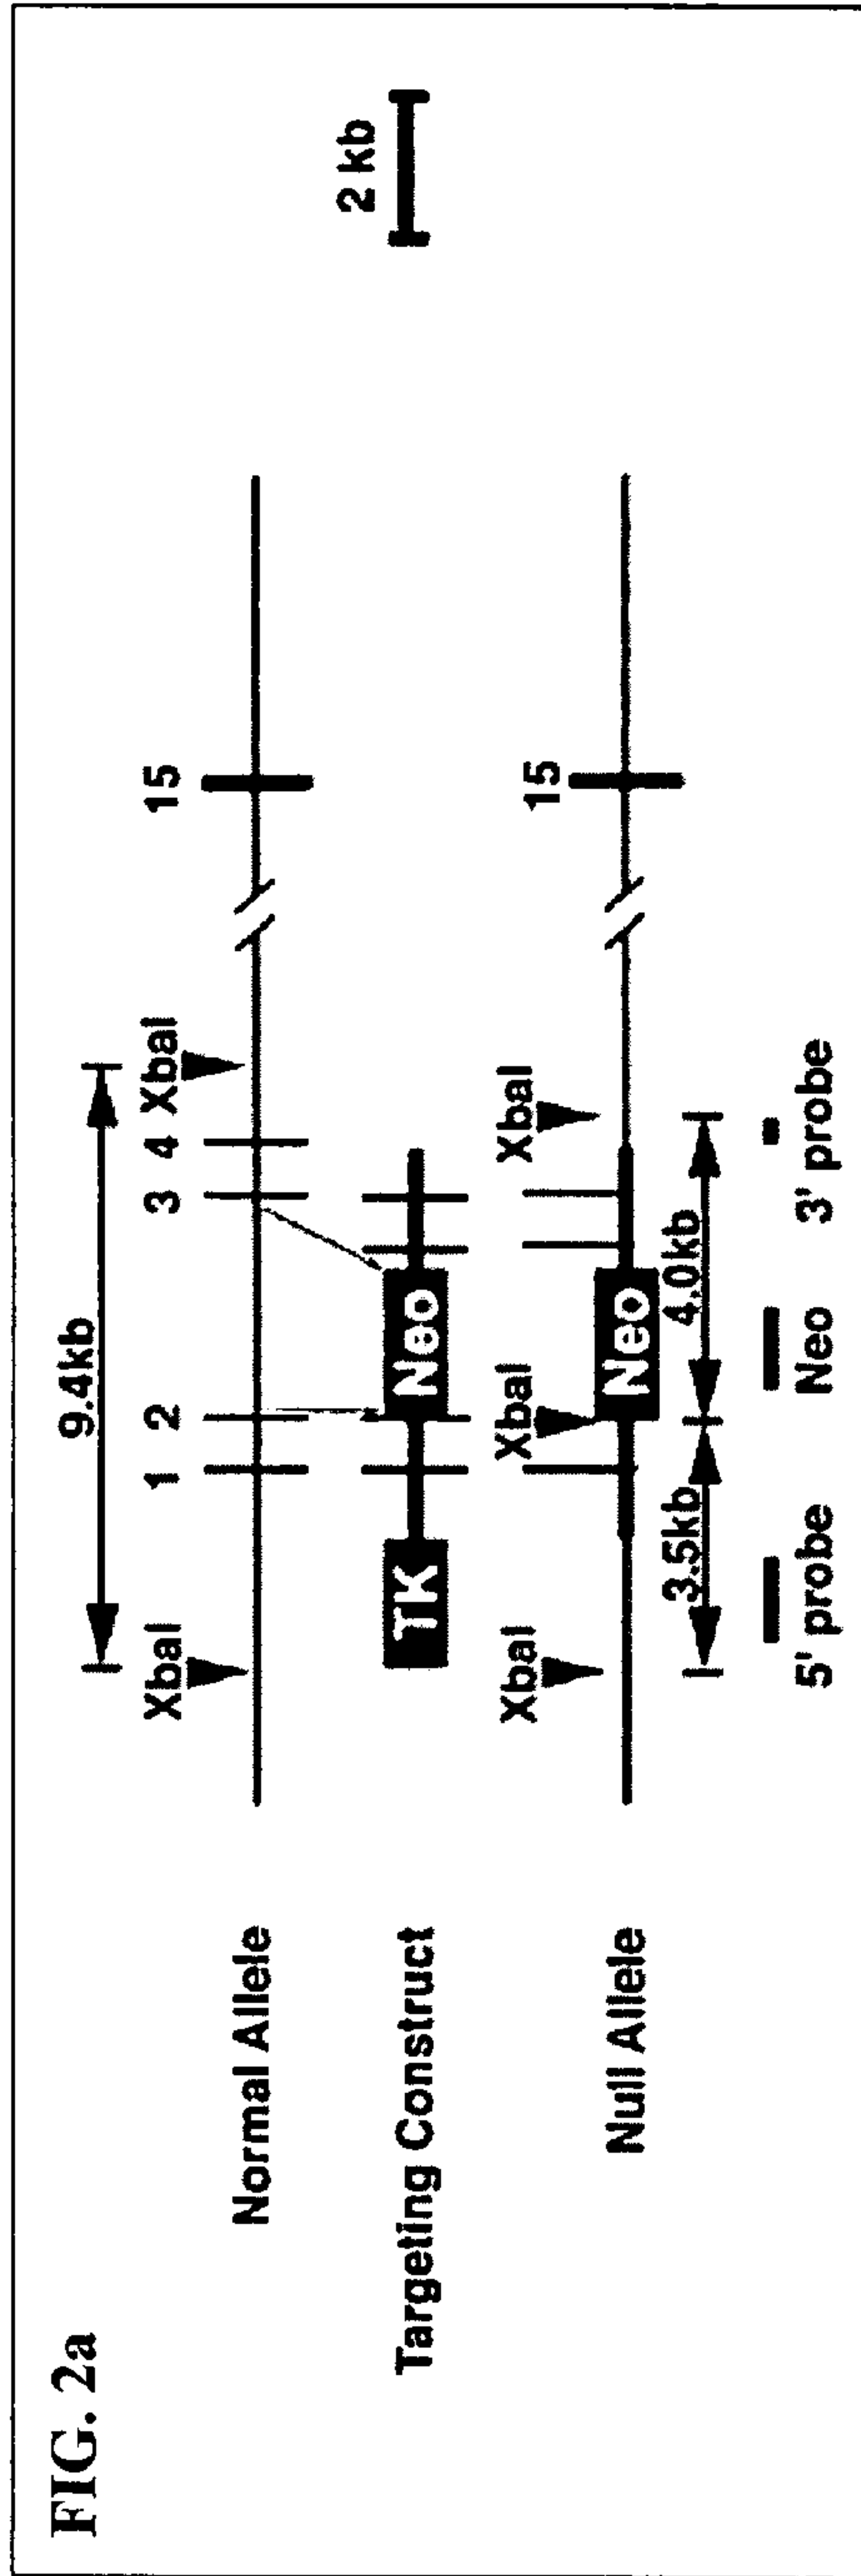 FIG. 2a
9.4kb
XbaI 1 2 3 4 XbaI 15
Normal Allele
2 kb
Targeting Construct
TK Neo
XbaI XbaI XbaI 15
Null Allele
Neo
3.5kb 4.0kb
5' probe Neo 3' probe